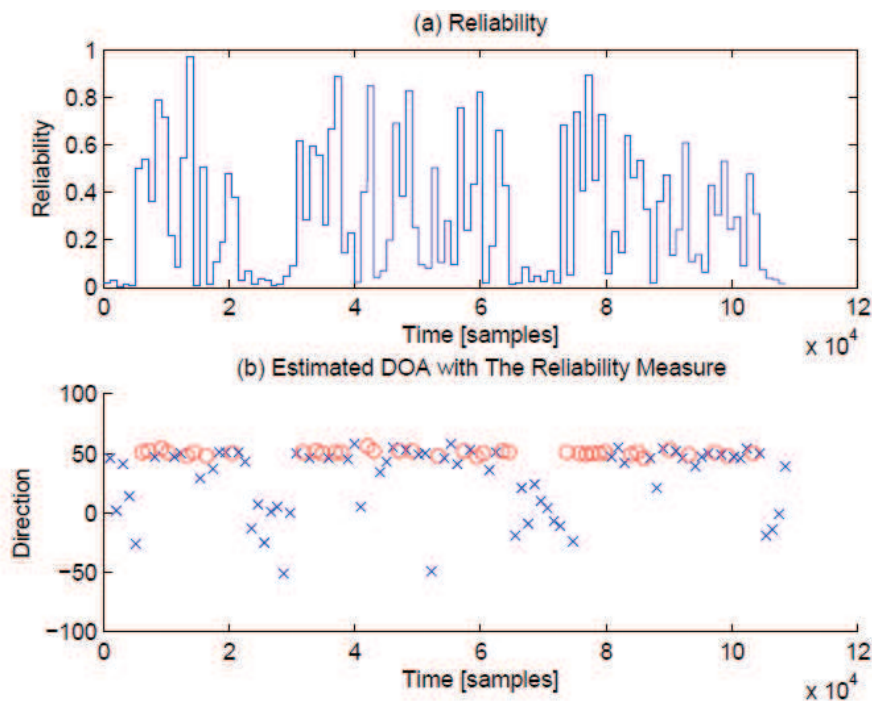 (a) Reliability
1
0.8
0.6
0.4
0.2
0
Reliability
0 2 4 6 8 10 12
Time [samples]
x 10^4
(b) Estimated DOA with The Reliability Measure
100
50
0
−50
−100
Direction
0 2 4 6 8 10 12
Time [samples]
x 10^4